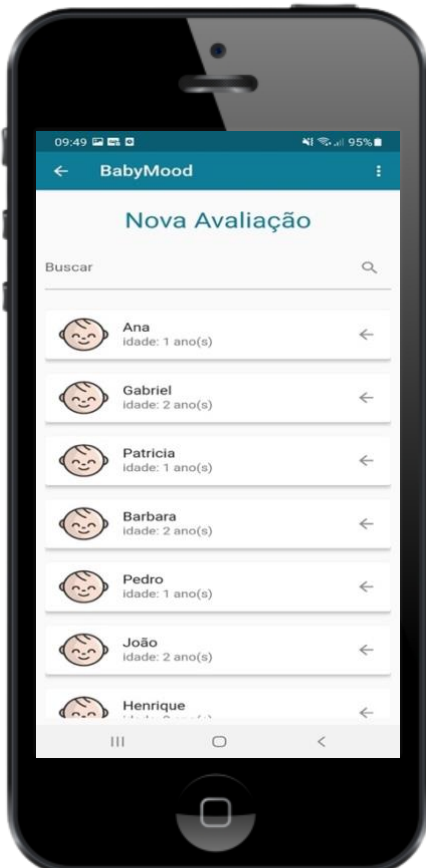 09:49 95%
BabyMood
Nova Avaliação
Buscar
Ana
idade: 1 ano(s)
Gabriel
idade: 2 ano(s)
Patricia
idade: 1 ano(s)
Barbara
idade: 2 ano(s)
Pedro
idade: 1 ano(s)
João
idade: 2 ano(s)
Henrique